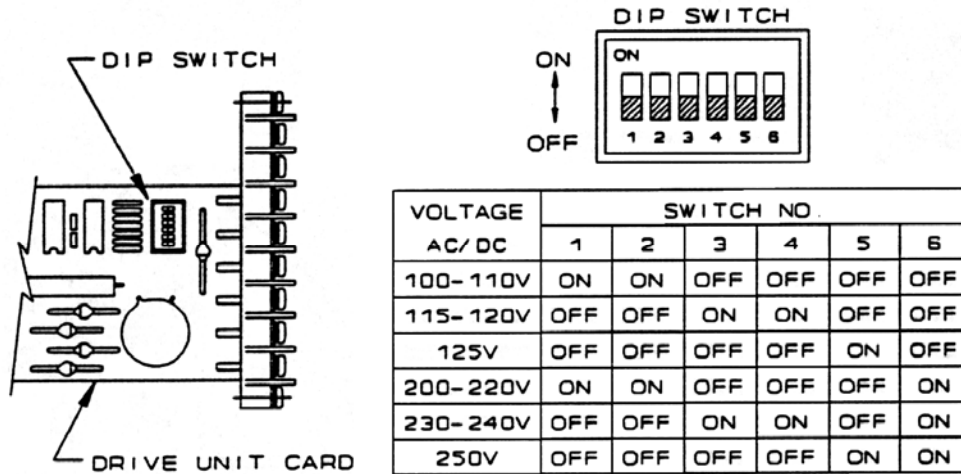 DIP SWITCH
DRIVE UNIT CARD
DIP SWITCH
ON
OFF
ON
1 2 3 4 5 6
VOLTAGE AC/DC SWITCH NO.
1 2 3 4 5 6
100-110V ON ON OFF OFF OFF OFF
115-120V OFF OFF ON ON OFF OFF
125V OFF OFF OFF OFF ON OFF
200-220V ON ON OFF OFF OFF ON
230-240V OFF OFF ON ON OFF ON
250V OFF OFF OFF OFF ON ON